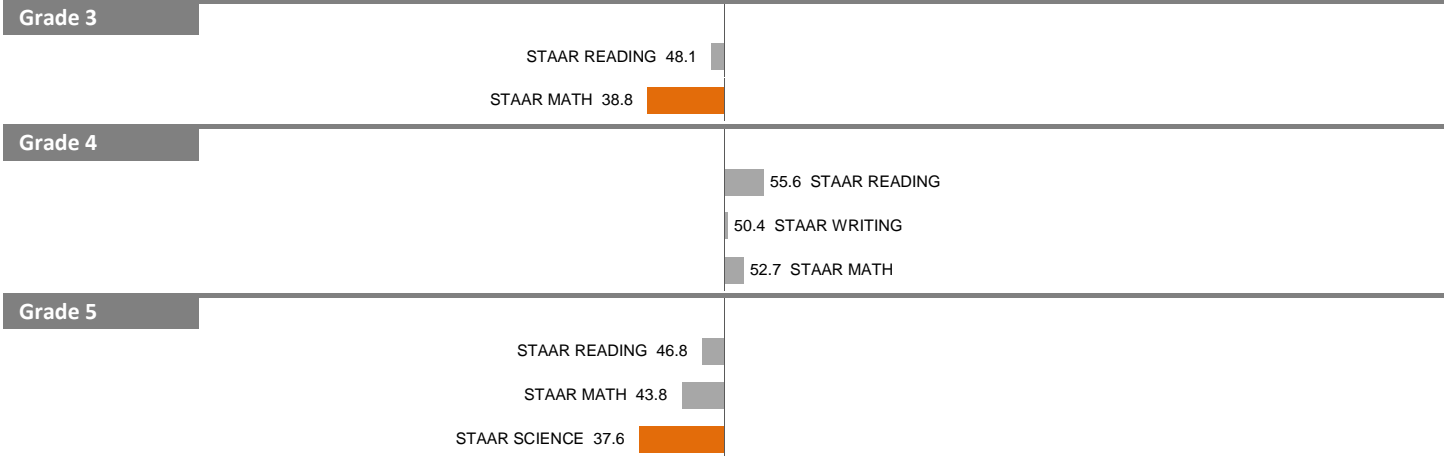 Grade 3
STAAR READING 48.1
STAAR MATH 38.8
Grade 4
55.6 STAAR READING
50.4 STAAR WRITING
52.7 STAAR MATH
Grade 5
STAAR READING 46.8
STAAR MATH 43.8
STAAR SCIENCE 37.6